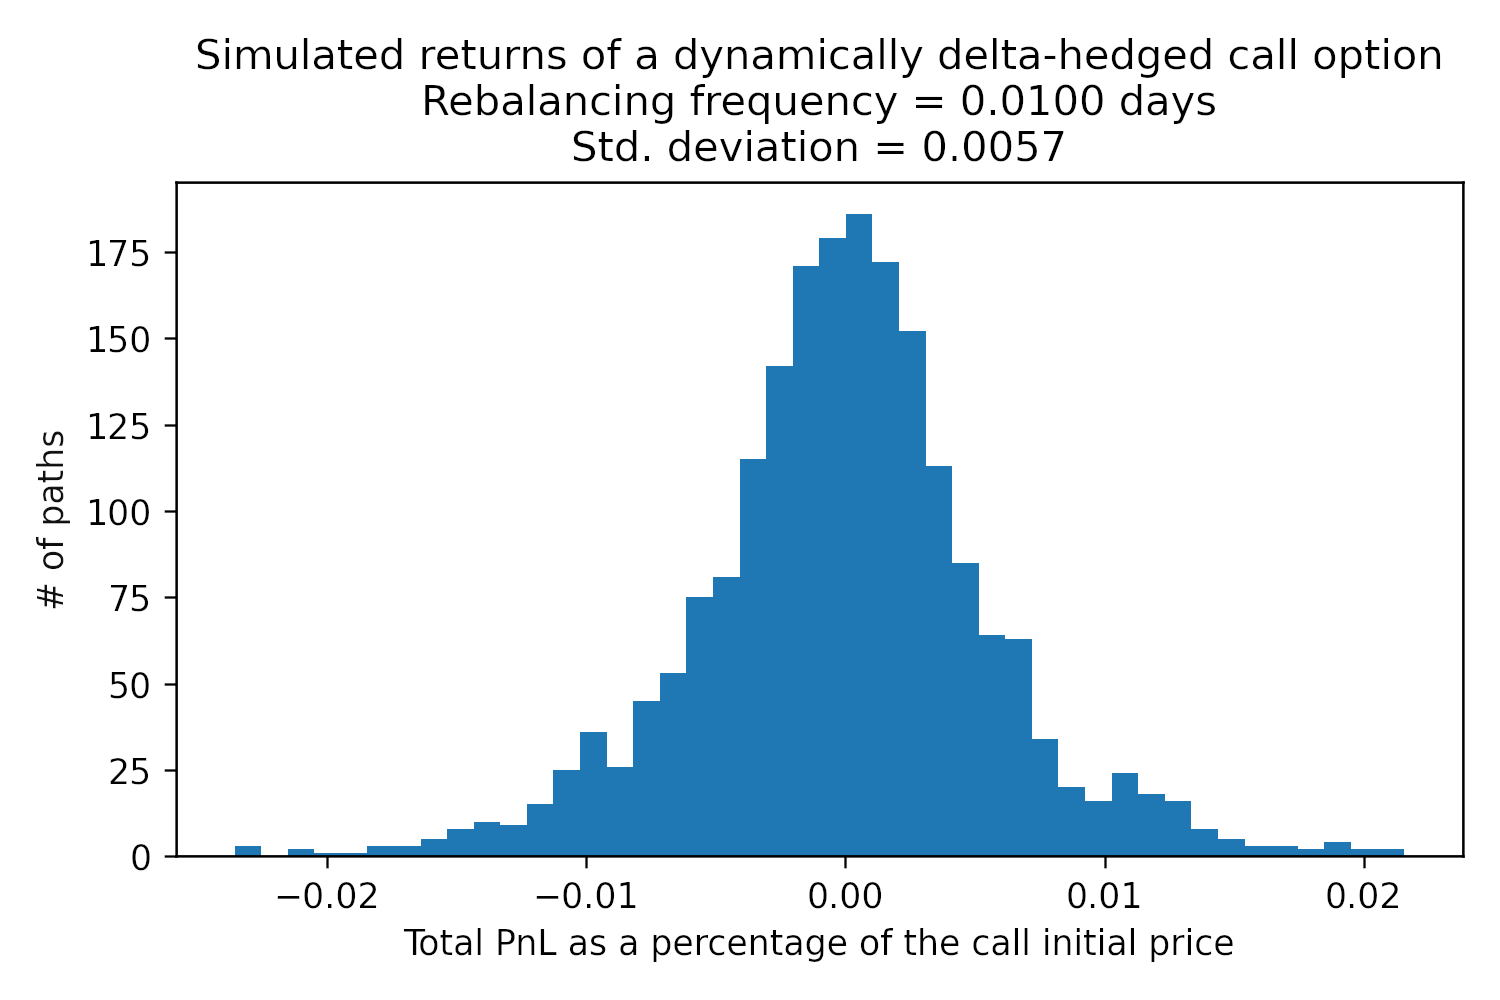 Simulated returns of a dynamically delta-hedged call option
Rebalancing frequency = 0.0100 days
Std. deviation = 0.0057
175
150
125
100
75
50
25
0
# of paths
−0.02 −0.01 0.00 0.01 0.02
Total PnL as a percentage of the call initial price